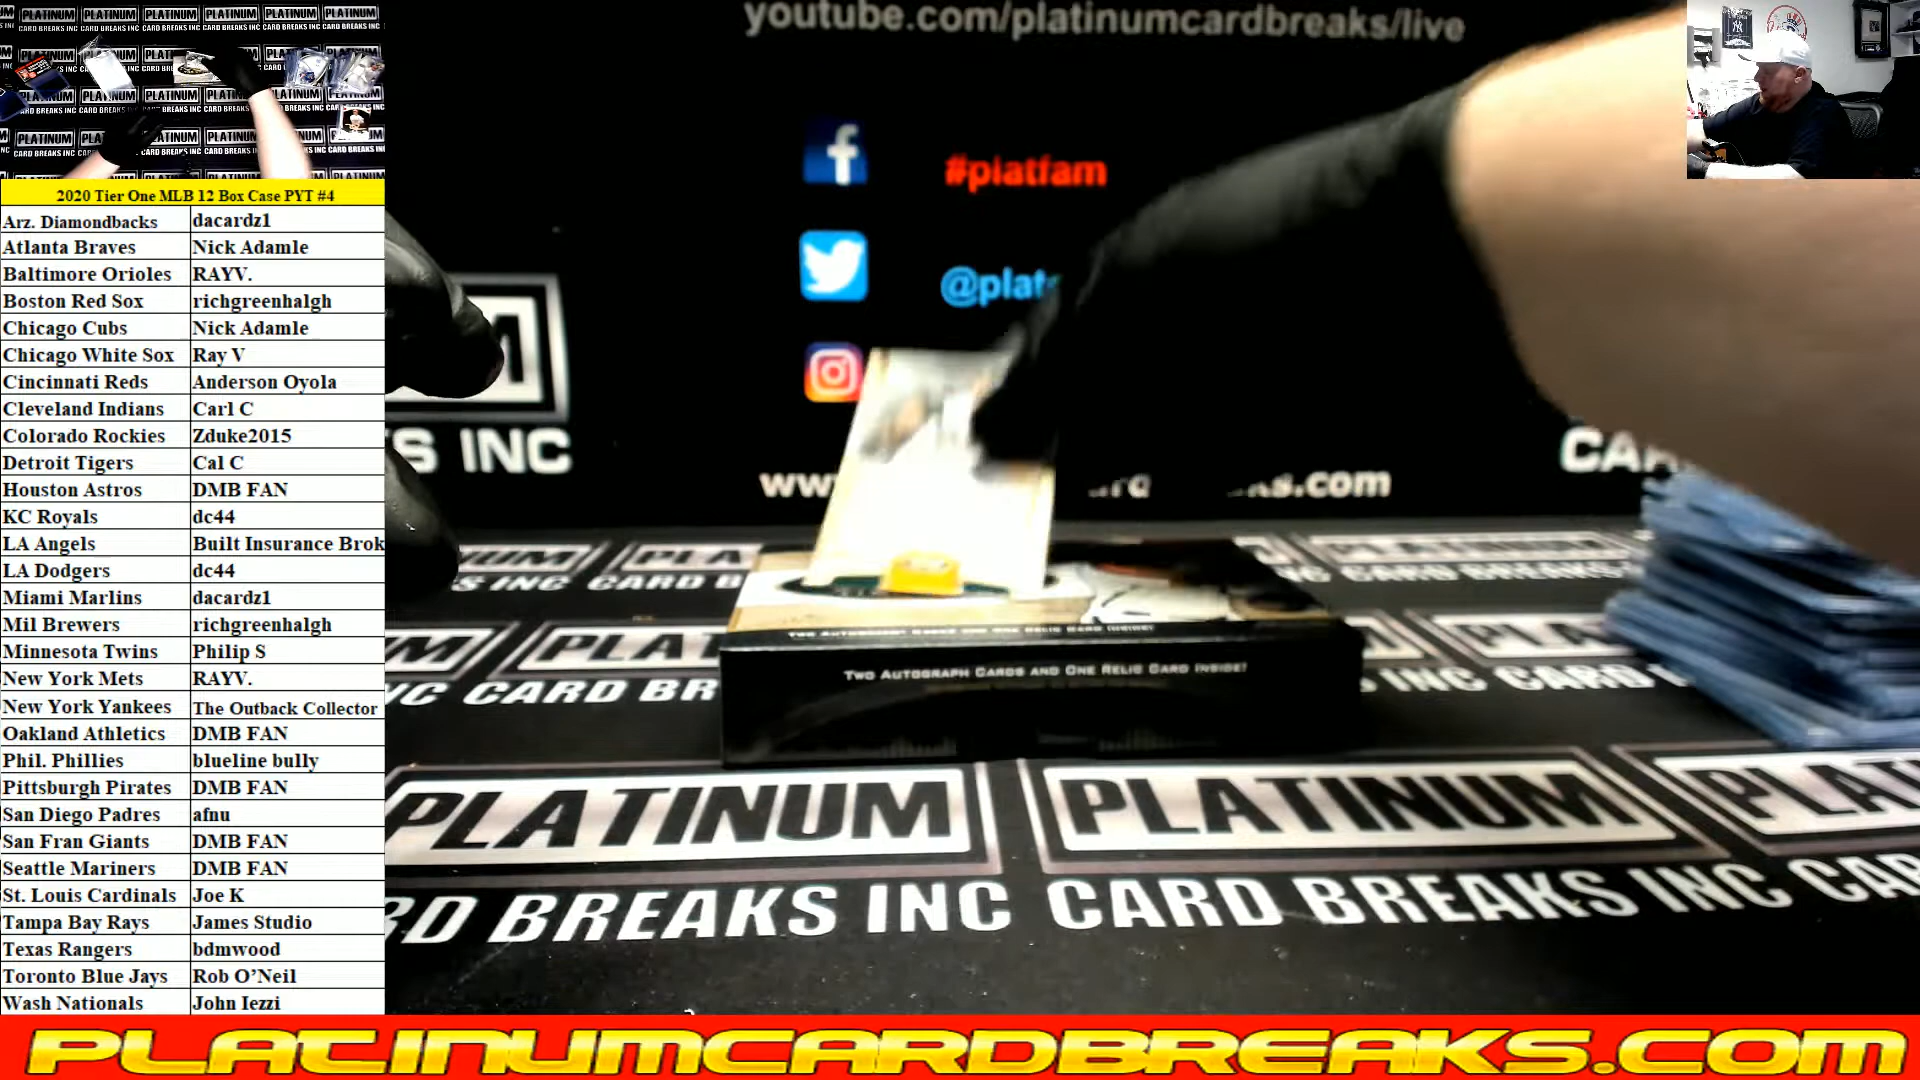 youtube.com/platinumcardbreaks/live
#platfam
@plat
2020 Tier One MLB 12 Box Case PYT #4
Arz. Diamondbacks dacardz1
Atlanta Braves Nick Adamle
Baltimore Orioles RAYV.
Boston Red Sox richgreenhalgh
Chicago Cubs Nick Adamle
Chicago White Sox Ray V
Cincinnati Reds Anderson Oyola
Cleveland Indians Carl C
Colorado Rockies Zduke2015
Detroit Tigers Cal C
Houston Astros DMB FAN
KC Royals dc44
LA Angels Built Insurance Brok
LA Dodgers dc44
Miami Marlins dacardz1
Mil Brewers richgreenhalgh
Minnesota Twins Philip S
New York Mets RAYV.
New York Yankees The Outback Collector
Oakland Athletics DMB FAN
Phil. Phillies blueline bully
Pittsburgh Pirates DMB FAN
San Diego Padres afnu
San Fran Giants DMB FAN
Seattle Mariners DMB FAN
St. Louis Cardinals Joe K
Tampa Bay Rays James Studio
Texas Rangers bdmwood
Toronto Blue Jays Rob O'Neil
Wash Nationals John Iezzi
S INC
.com
TWO AUTOGRAPH CARDS AND ONE RELIC CARD INSIDE!
PLATINUM PLATINUM
CARD BREAKS INC CARD BREAKS INC
PLATINUMCARDBREAKS.COM